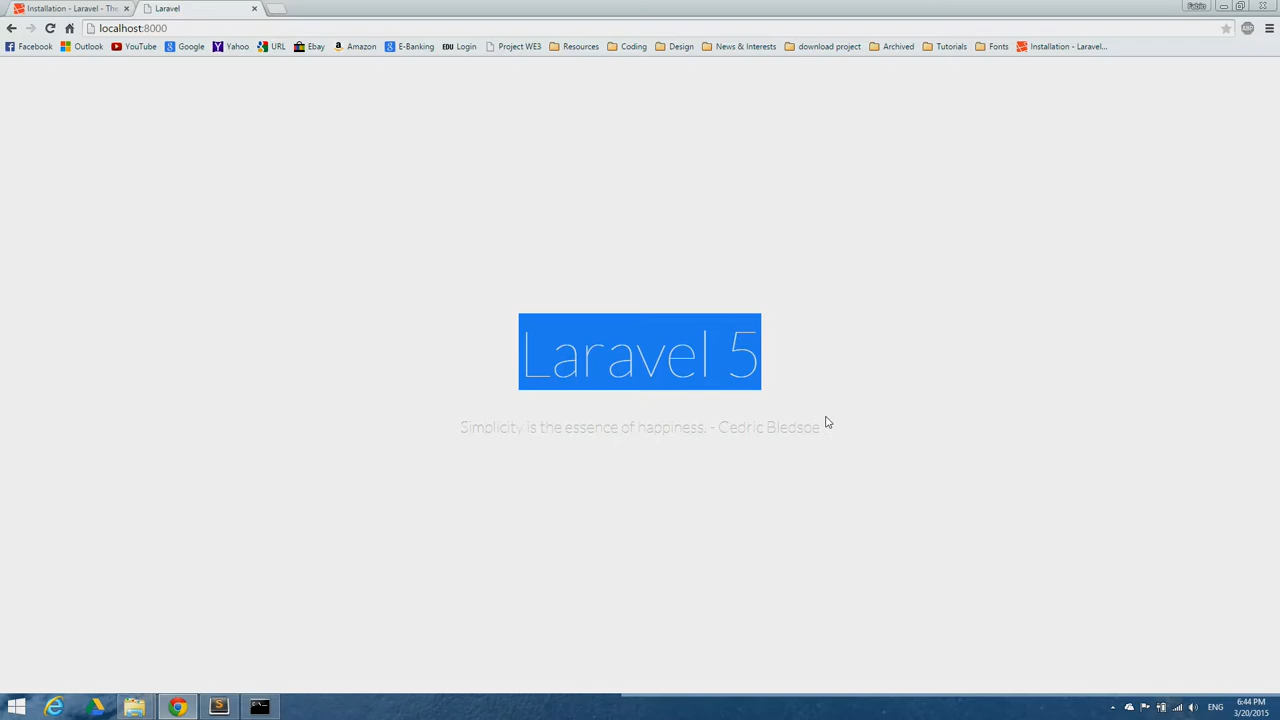 Installation - Laravel - The
Laravel
localhost:8000
Facebook
Outlook
YouTube
Google
Yahoo
URL
Ebay
Amazon
E-Banking
EDU Login
Project WE3
Resources
Coding
Design
News & Interests
download project
Archived
Tutorials
Fonts
Installation - Laravel...
Laravel 5
Simplicity is the essence of happiness. - Cedric Bledsoe
ENG
6:44 PM
3/20/2015